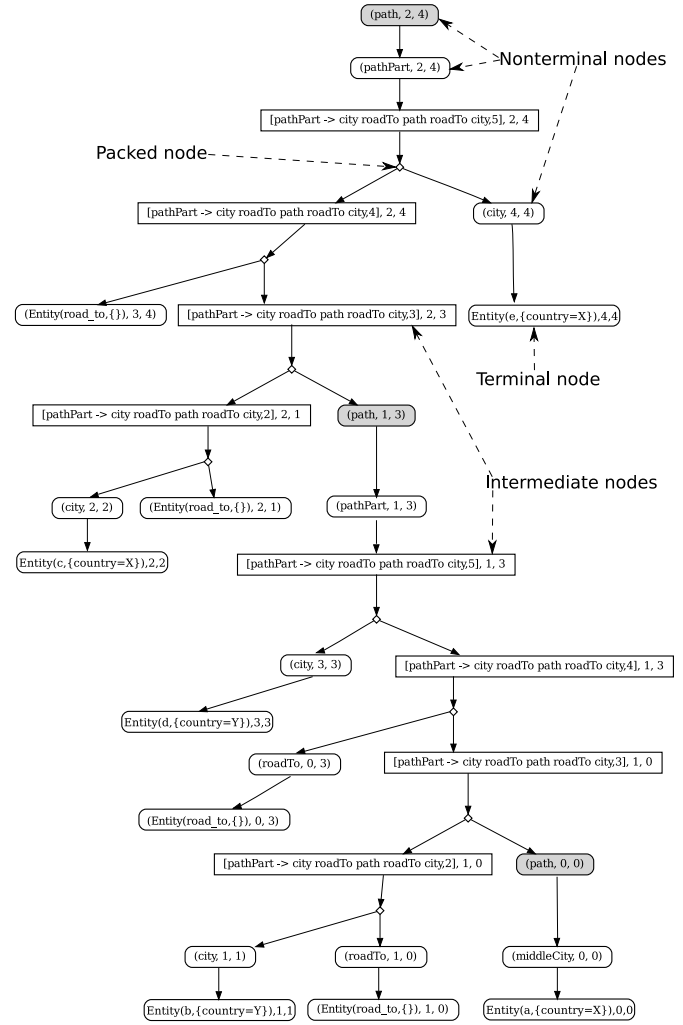 (path, 2, 4)
Nonterminal nodes
(pathPart, 2, 4)
[pathPart -> city roadTo path roadTo city,5], 2, 4
Packed node
[pathPart -> city roadTo path roadTo city,4], 2, 4
(city, 4, 4)
(Entity(road_to,{}), 3, 4)
[pathPart -> city roadTo path roadTo city,3], 2, 3
Entity(e,{country=X}),4,4
Terminal node
[pathPart -> city roadTo path roadTo city,2], 2, 1
(path, 1, 3)
Intermediate nodes
(city, 2, 2)
(Entity(road_to,{}), 2, 1)
(pathPart, 1, 3)
Entity(c,{country=X}),2,2
[pathPart -> city roadTo path roadTo city,5], 1, 3
(city, 3, 3)
[pathPart -> city roadTo path roadTo city,4], 1, 3
Entity(d,{country=Y}),3,3
(roadTo, 0, 3)
[pathPart -> city roadTo path roadTo city,3], 1, 0
(Entity(road_to,{}), 0, 3)
[pathPart -> city roadTo path roadTo city,2], 1, 0
(path, 0, 0)
(city, 1, 1)
(roadTo, 1, 0)
(middleCity, 0, 0)
Entity(b,{country=Y}),1,1
(Entity(road_to,{}), 1, 0)
Entity(a,{country=X}),0,0